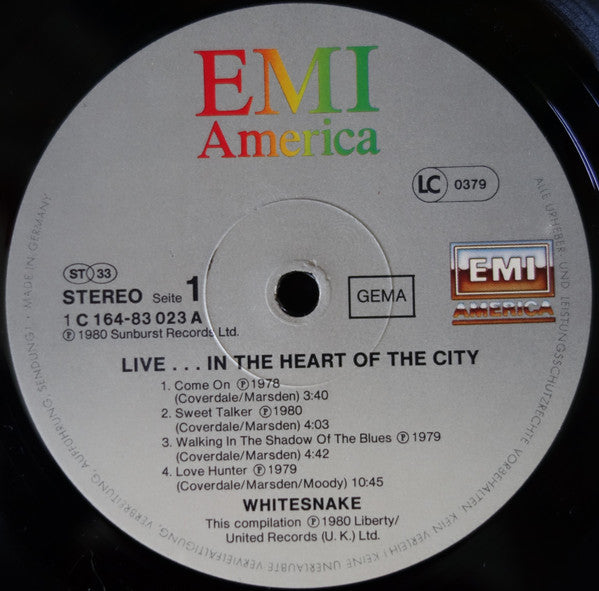 EMI
America
LC 0379
ST 33
STEREO Seite 1
1 C 164-83 023 A
℗ 1980 Sunburst Records Ltd.
GEMA
EMI
AMERICA
LIVE . . . IN THE HEART OF THE CITY
1. Come On ℗ 1978
(Coverdale/Marsden) 3:40
2. Sweet Talker ℗ 1980
(Coverdale/Marsden) 4:03
3. Walking In The Shadow Of The Blues ℗ 1979
(Coverdale/Marsden) 4:42
4. Love Hunter ℗ 1979
(Coverdale/Marsden/Moody) 10:45
WHITESNAKE
This compilation ℗ 1980 Liberty/
United Records (U. K.) Ltd.
ALLE URHEBER- UND LEISTUNGSSCHUTZRECHTE VORBEHALTEN KEIN VERLEIH! KEINE UNERLAUBTE VERVIELFÄLTIGUNG, VERMIETUNG, AUFFÜHRUNG, SENDUNG! · MADE IN GERMANY